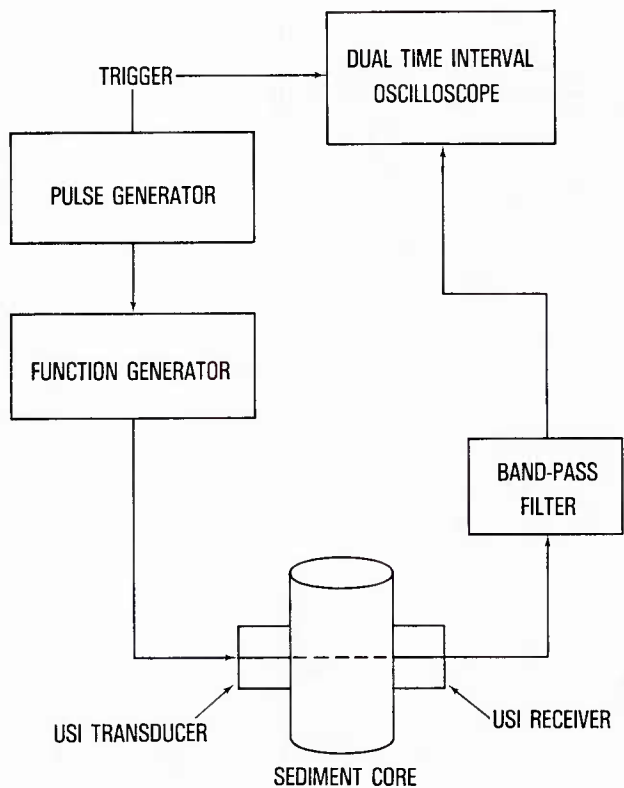 DUAL TIME INTERVAL
OSCILLOSCOPE
TRIGGER
PULSE GENERATOR
FUNCTION GENERATOR
BAND-PASS
FILTER
USI TRANSDUCER
USI RECEIVER
SEDIMENT CORE